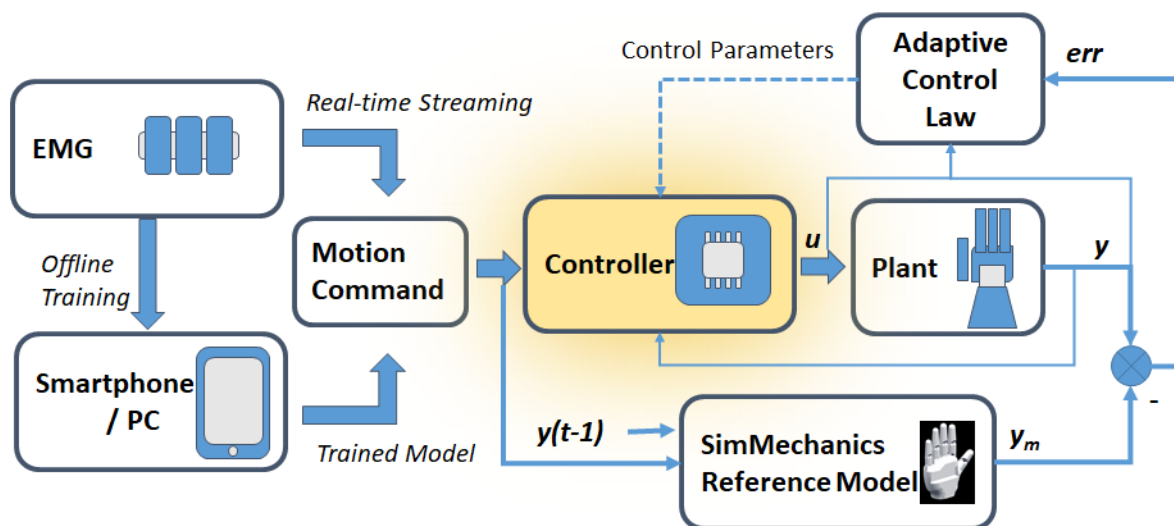 Control Parameters
Adaptive
Control
Law
err
Real-time Streaming
EMG
Offline
Training
Motion
Command
Controller
u
Plant
y
Smartphone
/ PC
Trained Model
y(t-1)
SimMechanics
Reference Model
yₘ
-